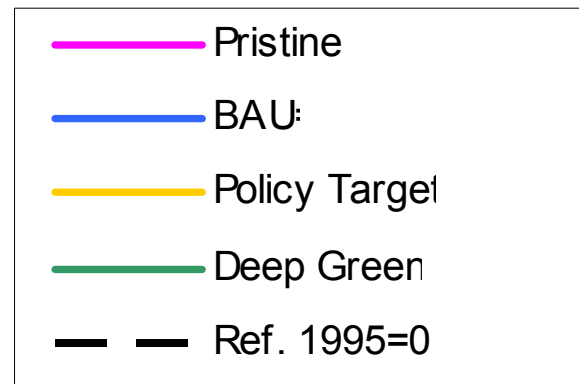 Pristine
BAU:
Policy Target
Deep Green
Ref. 1995=0